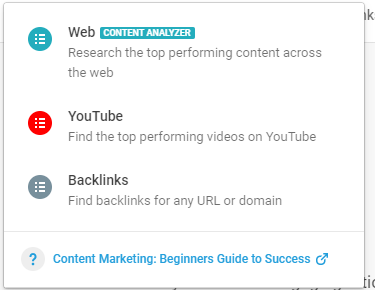 Web CONTENT ANALYZER
Research the top performing content across
the web
YouTube
Find the top performing videos on YouTube
Backlinks
Find backlinks for any URL or domain
? Content Marketing: Beginners Guide to Success